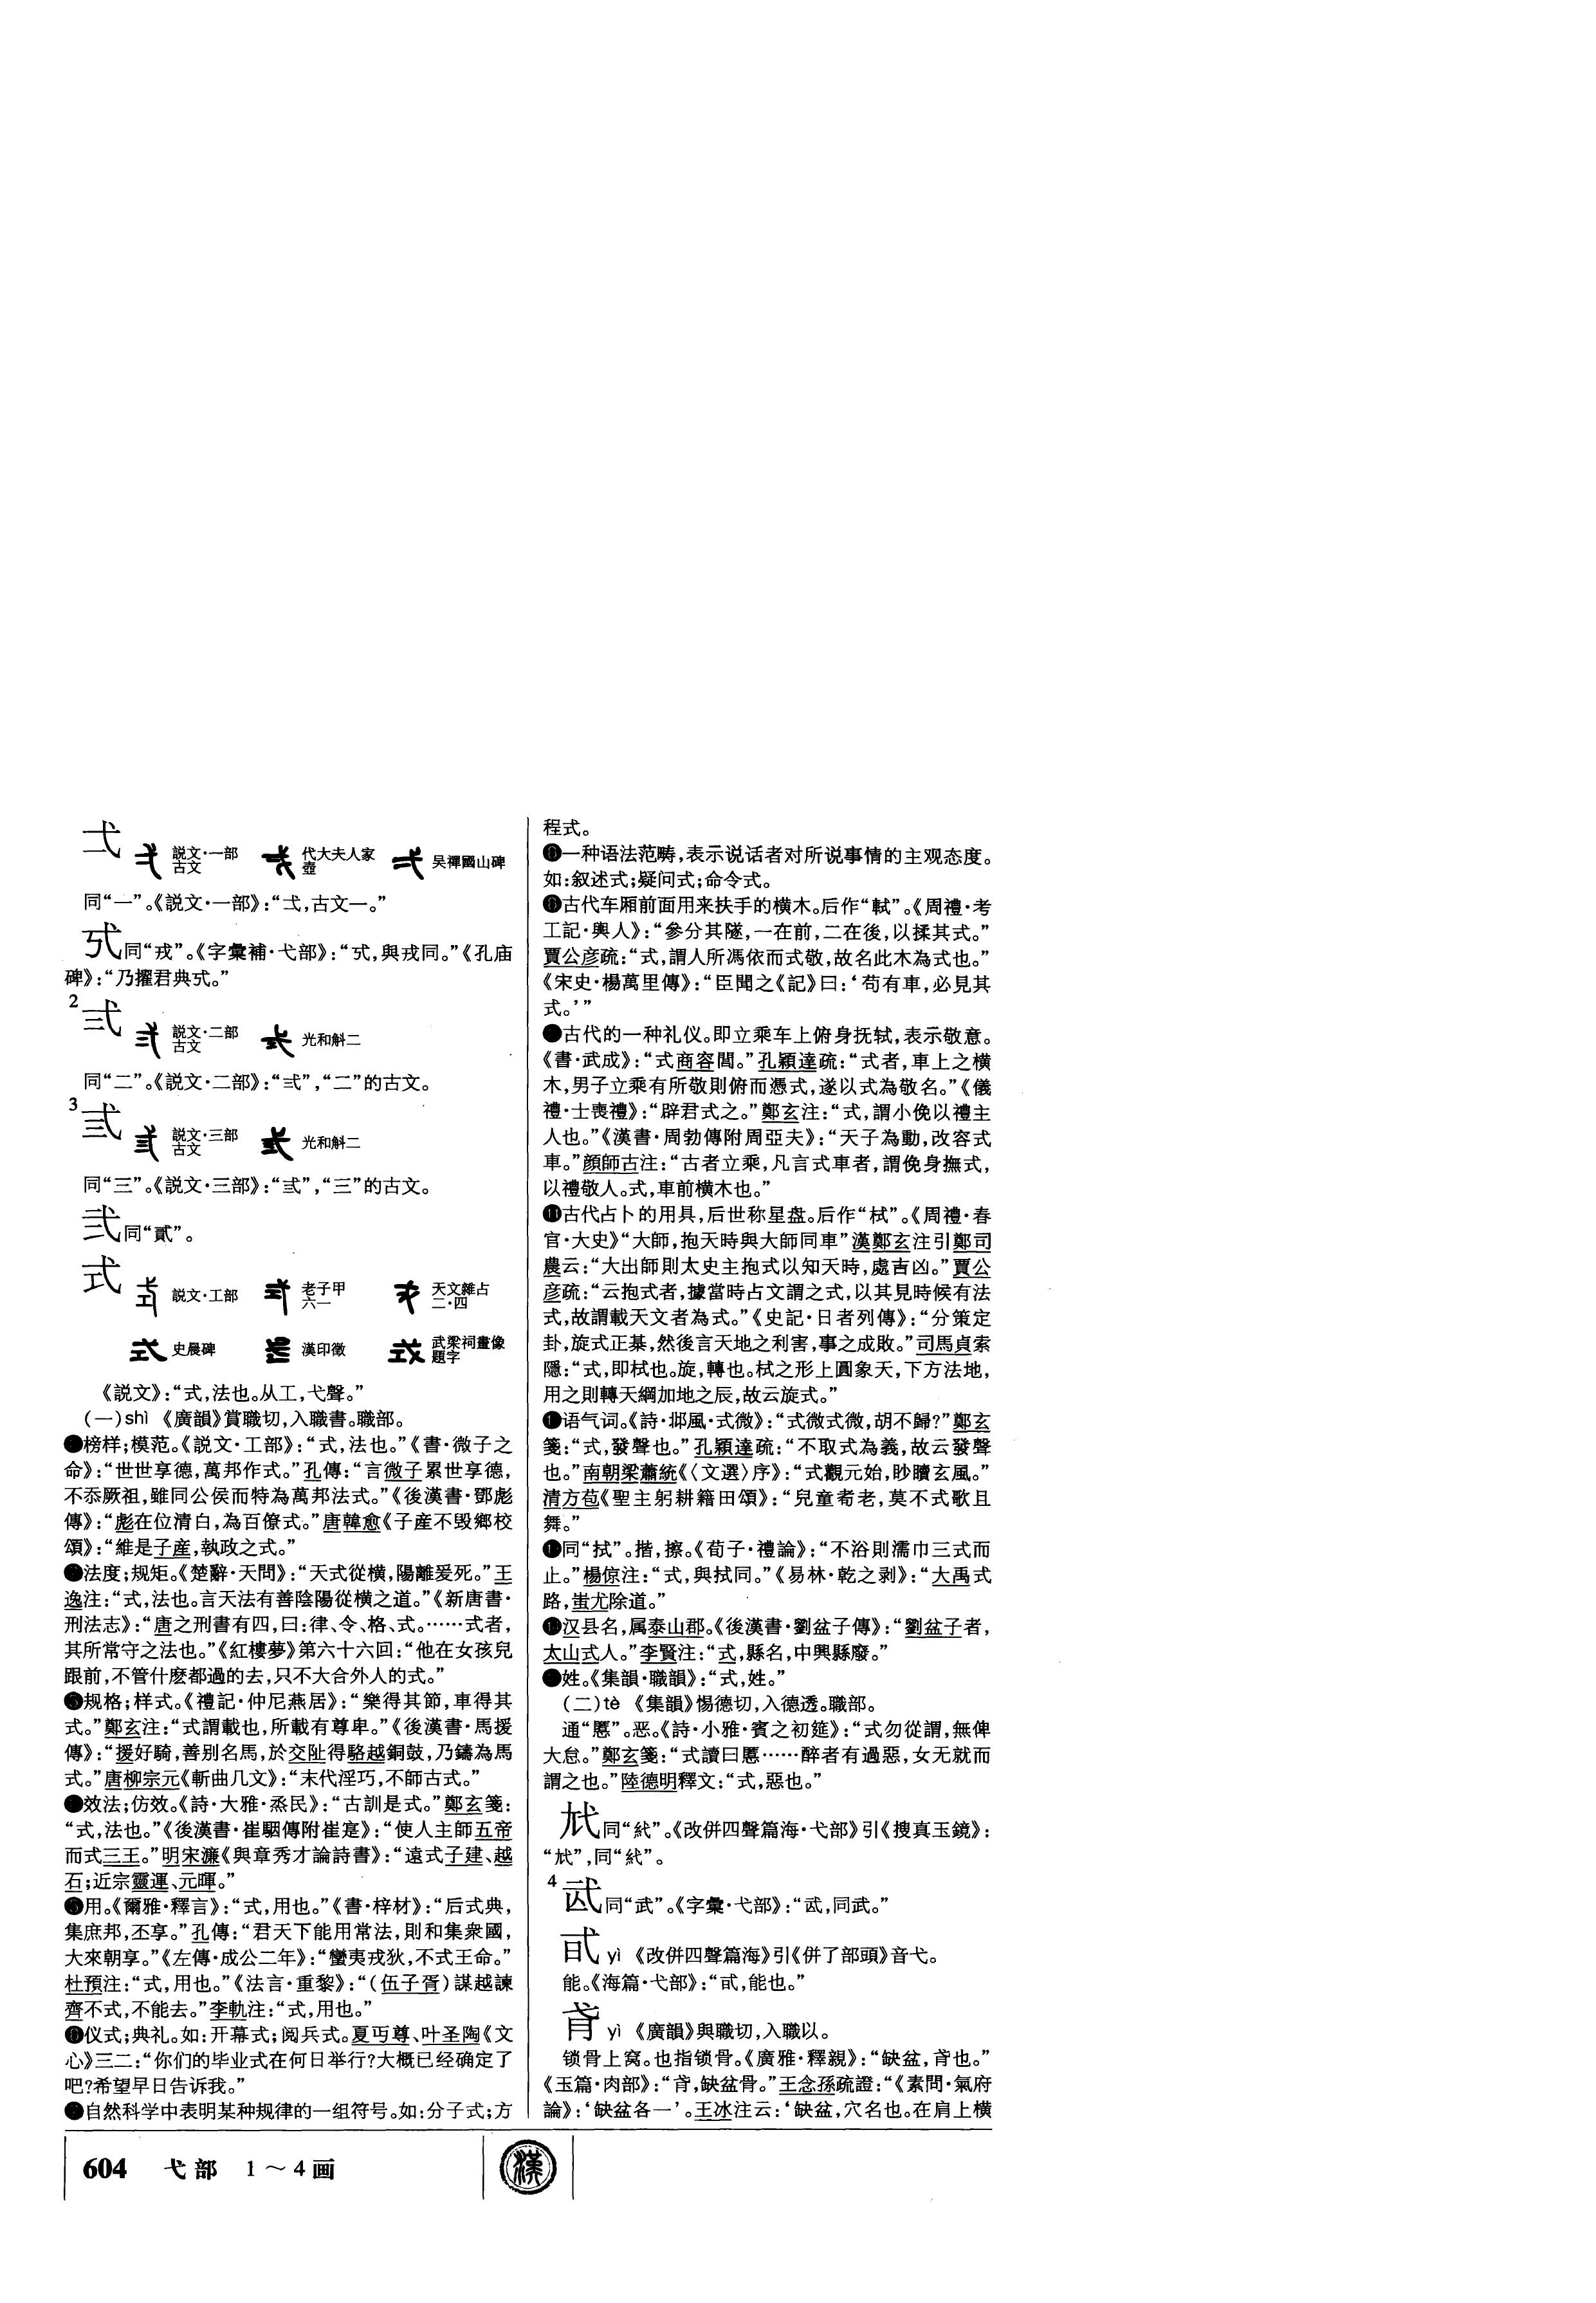 弌 説文·一部 古文 代大夫人家壺 吳禪國山碑
同“一”。《説文·一部》：“弌，古文一。”
同“戎”。《字彙補·弋部》：“，與戎同。”《孔庙
碑》：“乃擢君典。”
2
弍 説文·二部 古文 光和斛二
同“二”。《説文·二部》：“弍”，“二”的古文。
3
弎 説文·三部 古文 光和斛二
同“三”。《説文·三部》：“弎”，“三”的古文。
弐同“貳”。
式 説文·工部 老子甲六一 天文雜占二·四
史晨碑 漢印徵 武梁祠畫像題字
《説文》：“式，法也。从工，弋聲。”
（一）shì 《廣韻》賞職切，入職書。職部。
❶榜样；模范。《説文·工部》：“式，法也。”《書·微子之
命》：“世世享德，萬邦作式。”孔傳：“言微子累世享德，
不忝厥祖，雖同公侯而特為萬邦法式。”《後漢書·鄧彪
傳》：“彪在位清白，為百僚式。”唐韓愈《子産不毁鄉校
頌》：“維是子産，執政之式。”
❷法度；规矩。《楚辭·天問》：“天式從横，陽離爰死。”王
逸注：“式，法也。言天法有善陰陽從横之道。”《新唐書·
刑法志》：“唐之刑書有四，曰：律、令、格、式。……式者，
其所常守之法也。”《紅樓夢》第六十六回：“他在女孩兒
跟前，不管什麽都過的去，只不大合外人的式。”
❸规格；样式。《禮記·仲尼燕居》：“樂得其節，車得其
式。”鄭玄注：“式謂載也，所載有尊卑。”《後漢書·馬援
傳》：“援好騎，善别名馬，於交阯得駱越銅鼓，乃鑄為馬
式。”唐柳宗元《斬曲几文》：“末代淫巧，不師古式。”
❹效法；仿效。《詩·大雅·烝民》：“古訓是式。”鄭玄箋：
“式，法也。”《後漢書·崔駰傳附崔寔》：“使人主師五帝
而式三王。”明宋濂《與章秀才論詩書》：“遠式子建、越
石；近宗靈運、元暉。”
❺用。《爾雅·釋言》：“式，用也。”《書·梓材》：“后式典，
集庶邦，丕享。”孔傳：“君天下能用常法，則和集衆國，
大來朝享。”《左傳·成公二年》：“蠻夷戎狄，不式王命。”
杜預注：“式，用也。”《法言·重黎》：“（伍子胥）謀越諫
齊不式，不能去。”李軌注：“式，用也。”
❻仪式；典礼。如：开幕式；阅兵式。夏丏尊、叶圣陶《文
心》三二：“你们的毕业式在何日举行？大概已经确定了
吧？希望早日告诉我。”
❼自然科学中表明某种规律的一组符号。如：分子式；方
程式。
❽一种语法范畴，表示说话者对所说事情的主观态度。
如：叙述式；疑问式；命令式。
❾古代车厢前面用来扶手的横木。后作“軾”。《周禮·考
工記·輿人》：“參分其隧，一在前，二在後，以揉其式。”
賈公彦疏：“式，謂人所馮依而式敬，故名此木為式也。”
《宋史·楊萬里傳》：“臣聞之《記》曰：‘苟有車，必見其
式。’”
❿古代的一种礼仪。即立乘车上俯身抚轼，表示敬意。
《書·武成》：“式商容閭。”孔穎達疏：“式者，車上之横
木，男子立乘有所敬則俯而憑式，遂以式為敬名。”《儀
禮·士喪禮》：“辟君式之。”鄭玄注：“式，謂小俛以禮主
人也。”《漢書·周勃傳附周亞夫》：“天子為動，改容式
車。”顔師古注：“古者立乘，凡言式車者，謂俛身撫式，
以禮敬人。式，車前横木也。”
⓫古代占卜的用具，后世称星盘。后作“栻”。《周禮·春
官·大史》“大師，抱天時與大師同車”漢鄭玄注引鄭司
農云：“大出師則太史主抱式以知天時，處吉凶。”賈公
彦疏：“云抱式者，據當時占文謂之式，以其見時候有法
式，故謂載天文者為式。”《史記·日者列傳》：“分策定
卦，旋式正棊，然後言天地之利害，事之成敗。”司馬貞索
隱：“式，即栻也。旋，轉也。栻之形上圓象天，下方法地，
用之則轉天綱加地之辰，故云旋式。”
⓬语气词。《詩·邶風·式微》：“式微式微，胡不歸？”鄭玄
箋：“式，發聲也。”孔穎達疏：“不取式為義，故云發聲
也。”南朝梁蕭統《〈文選〉序》：“式觀元始，眇覿玄風。”
清方苞《聖主躬耕籍田頌》：“兒童耇老，莫不式歌且
舞。”
⓭同“拭”。揩，擦。《荀子·禮論》：“不浴則濡巾三式而
止。”楊倞注：“式，與拭同。”《易林·乾之剥》：“大禹式
路，蚩尤除道。”
⓮汉县名，属泰山郡。《後漢書·劉盆子傳》：“劉盆子者，
太山式人。”李賢注：“式，縣名，中興縣廢。”
⓯姓。《集韻·職韻》：“式，姓。”
（二）tè 《集韻》惕德切，入德透。職部。
通“慝”。恶。《詩·小雅·賓之初筵》：“式勿從謂，無俾
大怠。”鄭玄箋：“式讀曰慝……醉者有過惡，女无就而
謂之也。”陸德明釋文：“式，惡也。”
同“紎”。《改併四聲篇海·弋部》引《搜真玉鏡》：
“”，同“紎”。
4
同“武”。《字彙·弋部》：“，同武。”
yì 《改併四聲篇海》引《併了部頭》音弋。
能。《海篇·弋部》：“，能也。”
yì 《廣韻》與職切，入職以。
锁骨上窝。也指锁骨。《廣雅·釋親》：“缺盆，也。”
《玉篇·肉部》：“，缺盆骨。”王念孫疏證：“《素問·氣府
論》：‘缺盆各一’。王冰注云：‘缺盆，穴名也。在肩上横
604 弋部 1～4画 漢